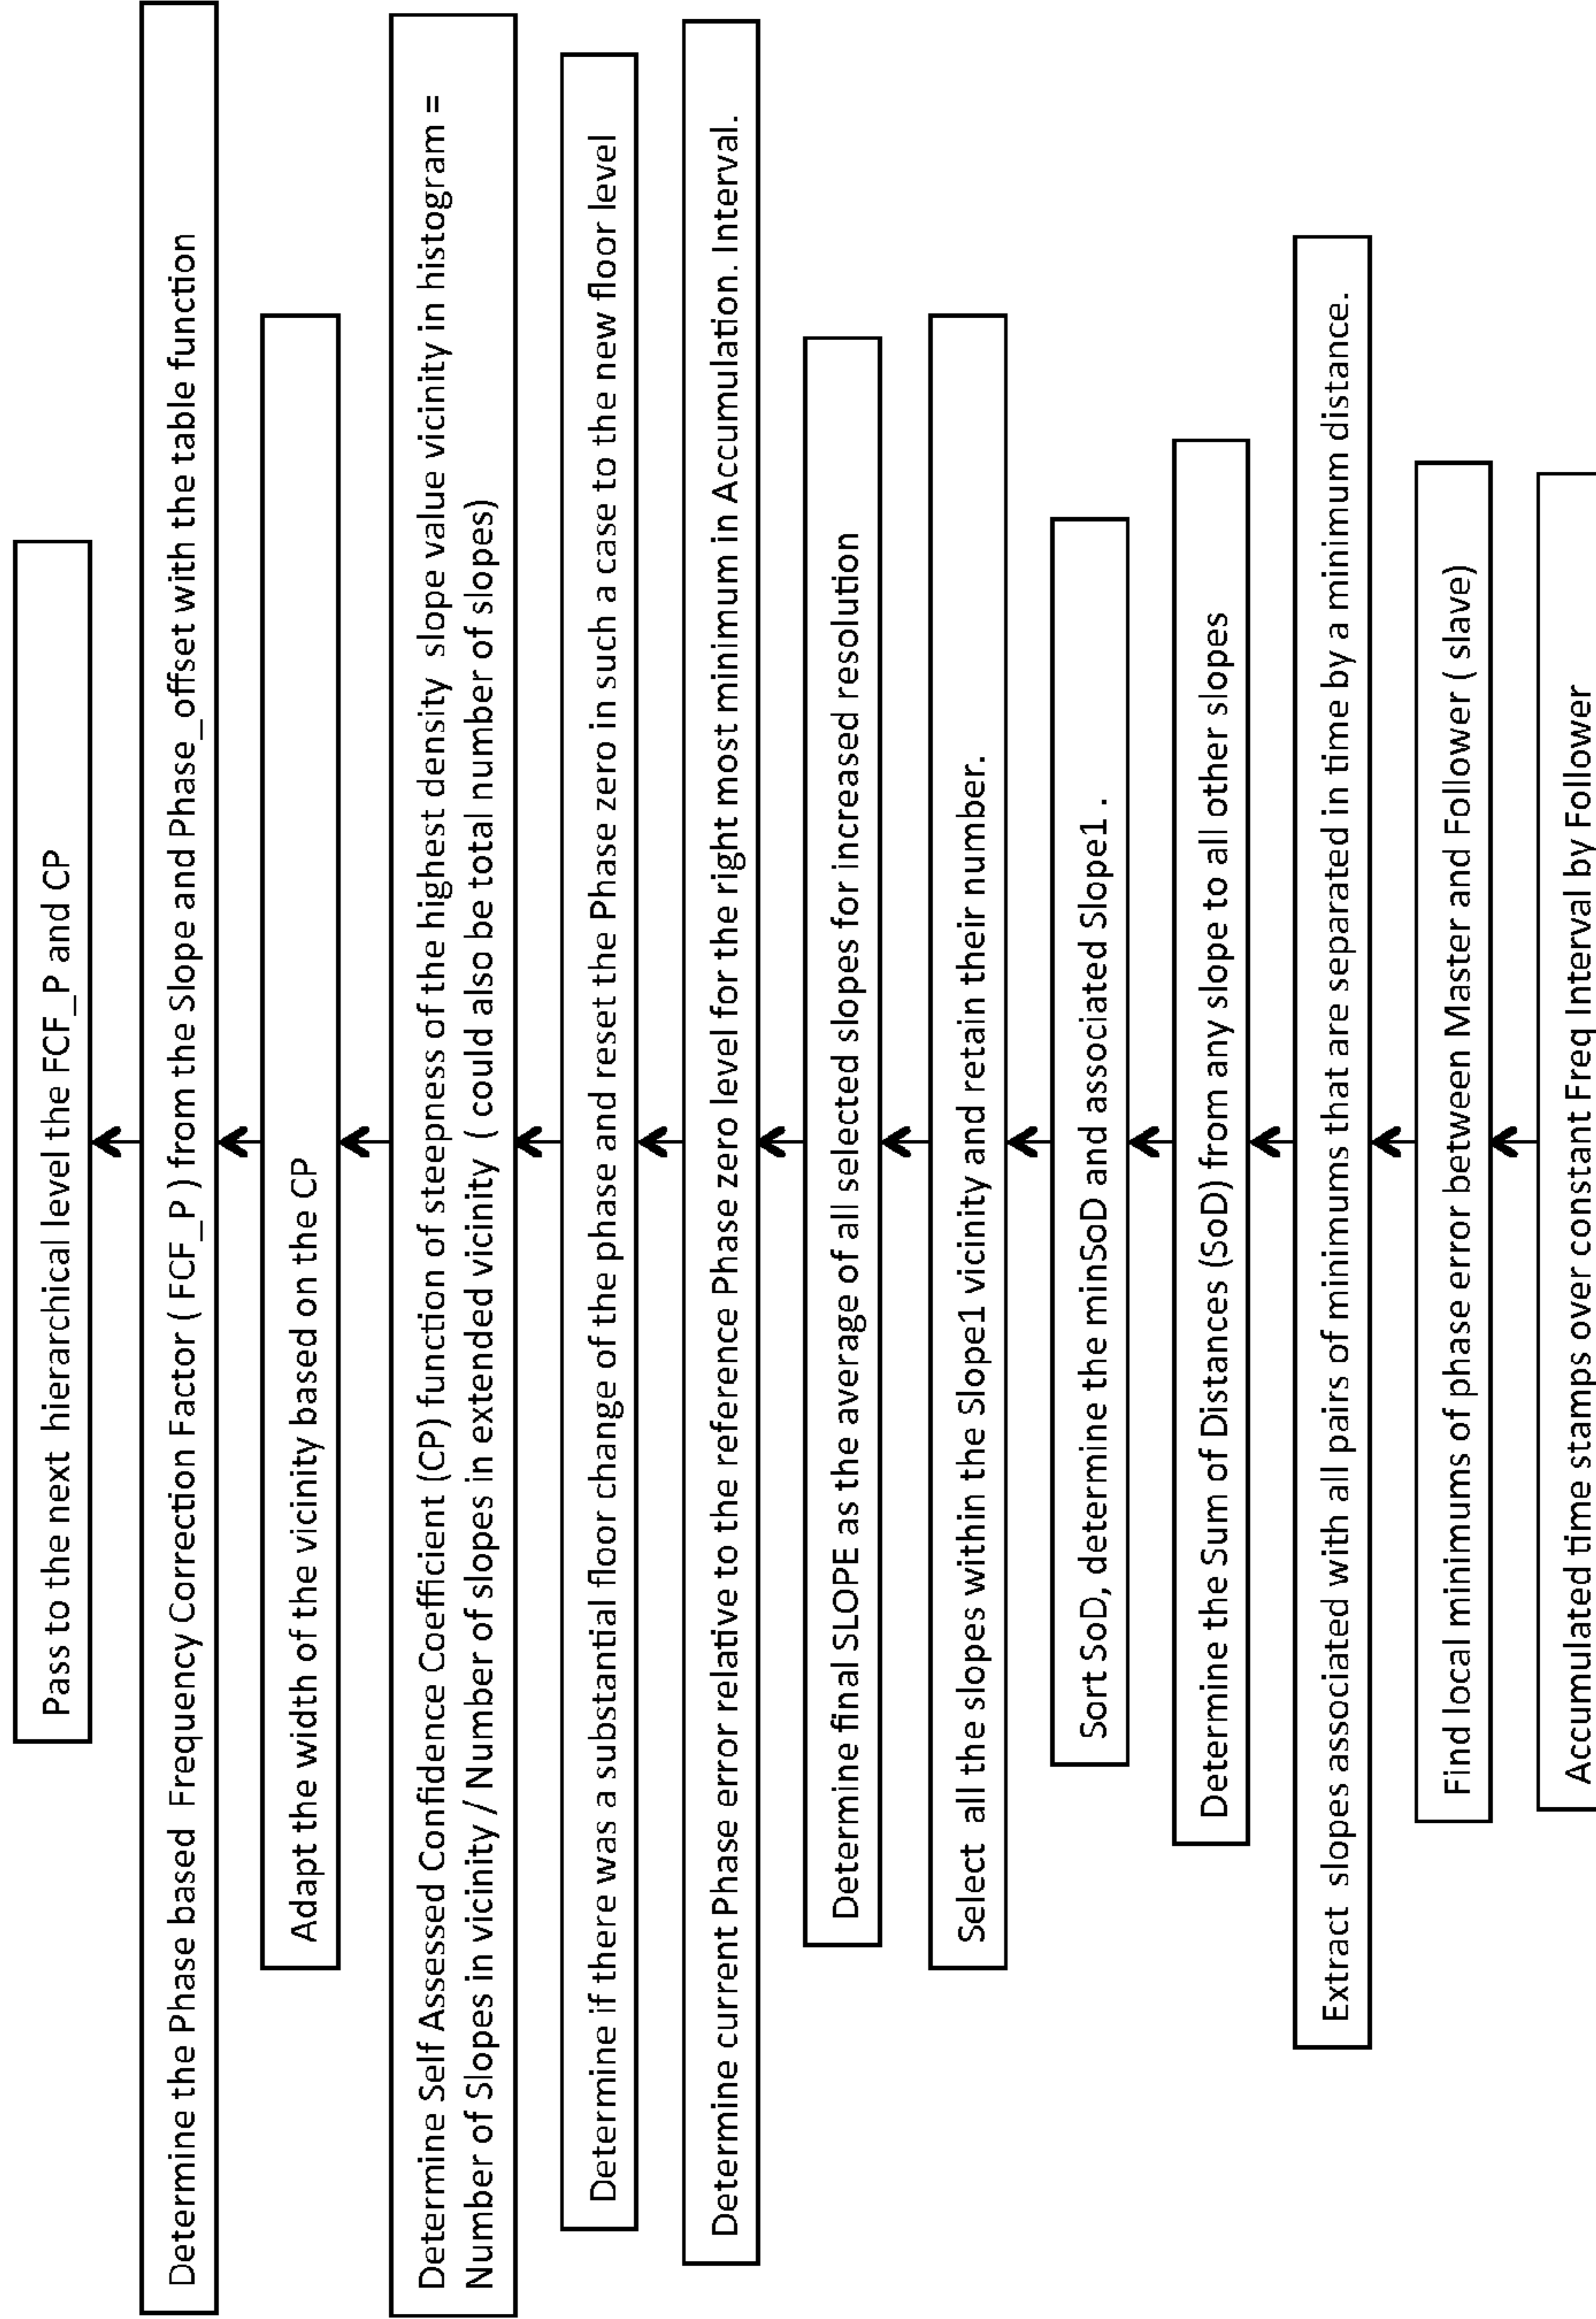 Pass to the next hierarchical level the FCF_P and CP
Determine the Phase based Frequency Correction Factor ( FCF_P ) from the Slope and Phase_offset with the table function
Adapt the width of the vicinity based on the CP
Determine Self Assessed Confidence Coefficient (CP) function of steepness of the highest density slope value vicinity in histogram =
Number of Slopes in vicinity / Number of slopes in extended vicinity ( could also be total number of slopes)
Determine if there was a substantial floor change of the phase and reset the Phase zero in such a case to the new floor level
Determine current Phase error relative to the reference Phase zero level for the right most minimum in Accumulation. Interval.
Determine final SLOPE as the average of all selected slopes for increased resolution
Select all the slopes within the Slope1 vicinity and retain their number.
Sort SoD, determine the minSoD and associated Slope1 .
Determine the Sum of Distances (SoD) from any slope to all other slopes
Extract slopes associated with all pairs of minimums that are separated in time by a minimum distance.
Find local minimums of phase error between Master and Follower ( slave)
Accumulated time stamps over constant Freq Interval by Follower